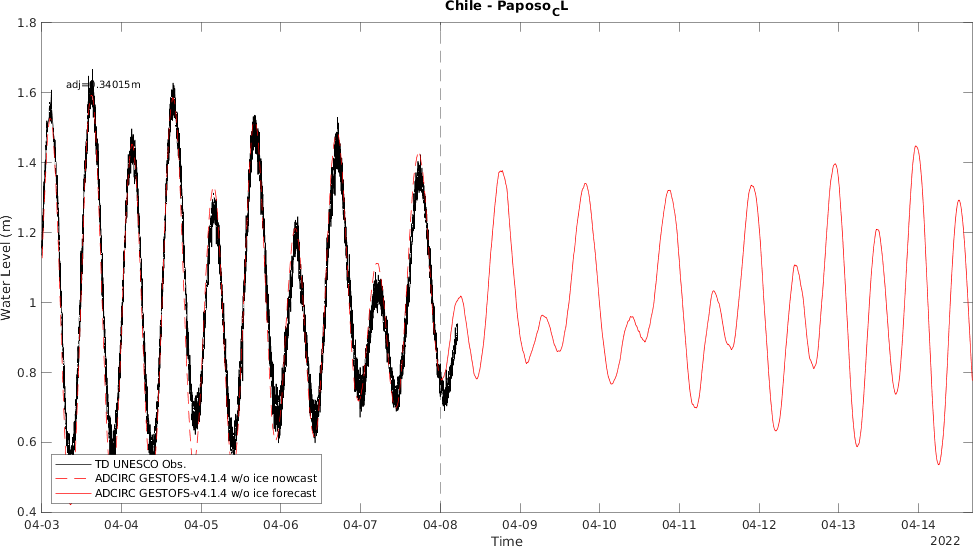 Chile - Paposo_CL
1.8
1.6
1.4
1.2
1
0.8
0.6
0.4
Water Level (m)
adj=0.34015m
TD UNESCO Obs.
ADCIRC GESTOFS-v4.1.4 w/o ice nowcast
ADCIRC GESTOFS-v4.1.4 w/o ice forecast
04-03 04-04 04-05 04-06 04-07 04-08 04-09 04-10 04-11 04-12 04-13 04-14
Time
2022